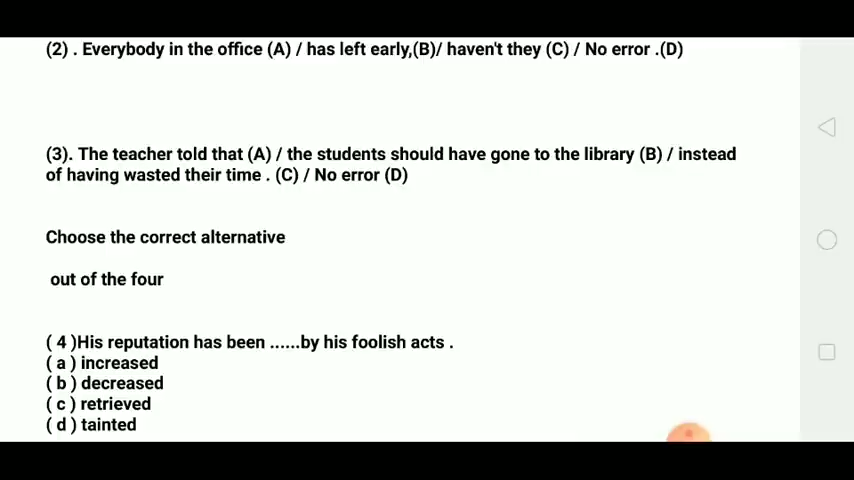 (2) . Everybody in the office (A) / has left early,(B)/ haven't they (C) / No error .(D)
(3). The teacher told that (A) / the students should have gone to the library (B) / instead
of having wasted their time . (C) / No error (D)
Choose the correct alternative
out of the four
( 4 )His reputation has been ......by his foolish acts .
( a ) increased
( b ) decreased
( c ) retrieved
( d ) tainted